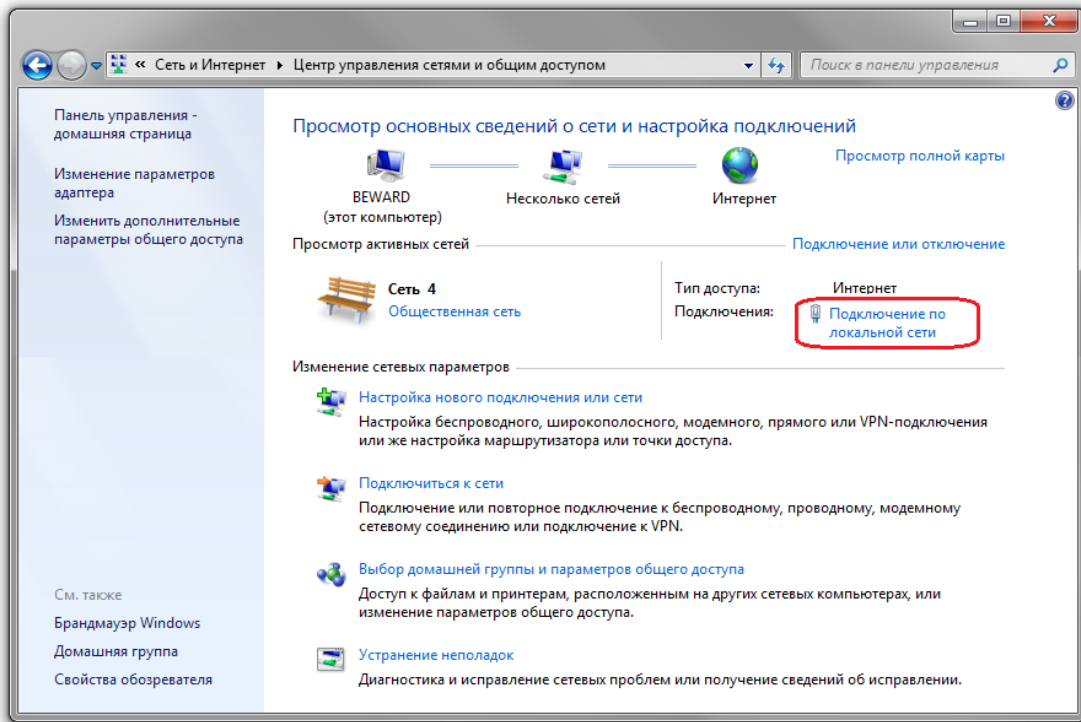 « Сеть и Интернет ▸ Центр управления сетями и общим доступом
Поиск в панели управления
Панель управления -
домашняя страница
Изменение параметров
адаптера
Изменить дополнительные
параметры общего доступа
См. также
Брандмауэр Windows
Домашняя группа
Свойства обозревателя
Просмотр основных сведений о сети и настройка подключений
Просмотр полной карты
BEWARD
(этот компьютер)
Несколько сетей
Интернет
Просмотр активных сетей
Подключение или отключение
Сеть 4
Общественная сеть
Тип доступа: Интернет
Подключения: Подключение по
локальной сети
Изменение сетевых параметров
Настройка нового подключения или сети
Настройка беспроводного, широкополосного, модемного, прямого или VPN-подключения
или же настройка маршрутизатора или точки доступа.
Подключиться к сети
Подключение или повторное подключение к беспроводному, проводному, модемному
сетевому соединению или подключение к VPN.
Выбор домашней группы и параметров общего доступа
Доступ к файлам и принтерам, расположенным на других сетевых компьютерах, или
изменение параметров общего доступа.
Устранение неполадок
Диагностика и исправление сетевых проблем или получение сведений об исправлении.